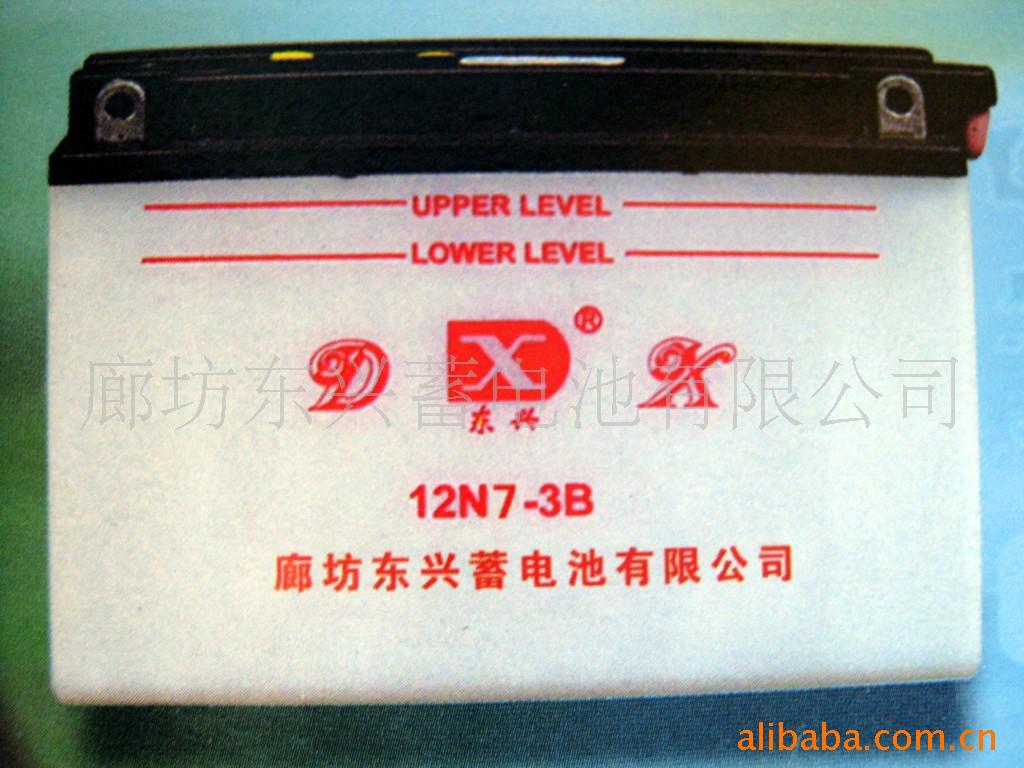 UPPER LEVEL
LOWER LEVEL
D DX® X
东兴
廊坊东兴蓄电池有限公司
12N7-3B
廊坊东兴蓄电池有限公司
alibaba.com.cn